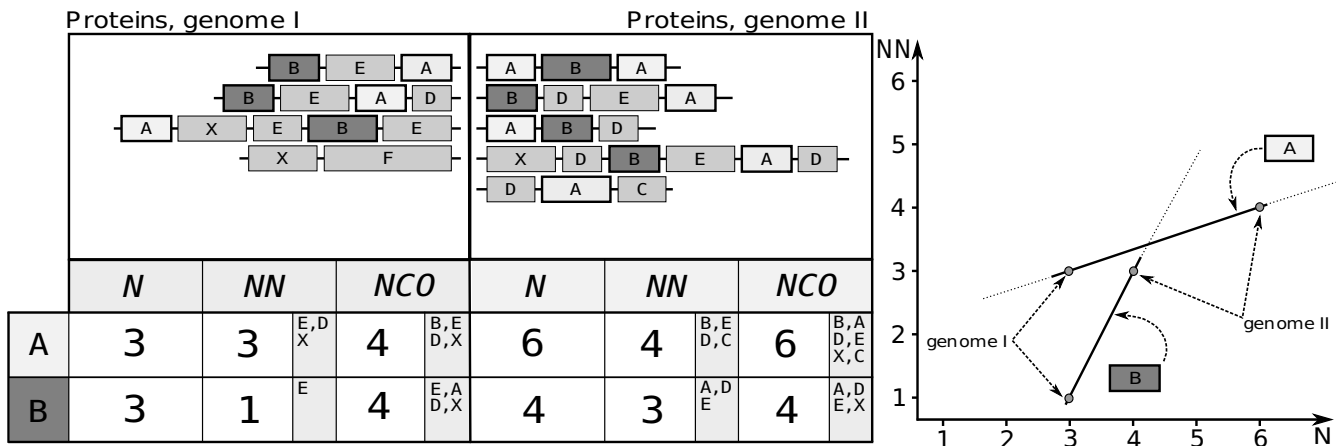 Proteins, genome I
Proteins, genome II
B E A
B E A D
A X E B E
X F
A B A
B D E A
A B D
X D B E A D
D A C
N NN NCO N NN NCO
A 3 3 E,D X 4 B,E D,X 6 4 B,E D,C 6 B,A D,E X,C
B 3 1 E 4 E,A D,X 4 3 A,D E 4 A,D E,X
NN
6
5
4
3
2
1
A
genome II
genome I
B
1 2 3 4 5 6 N